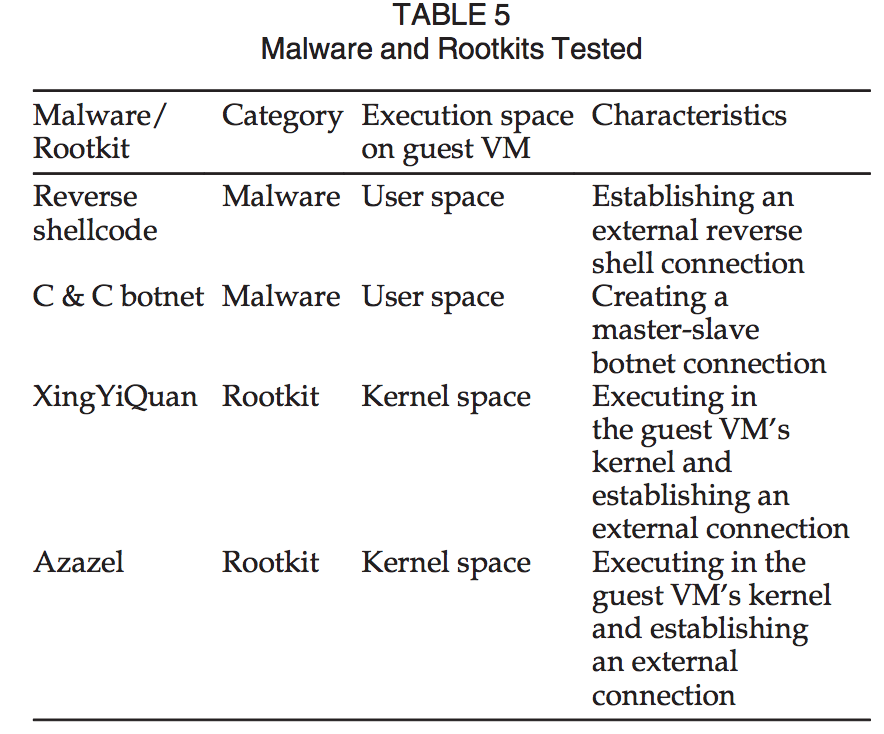 TABLE 5
Malware and Rootkits Tested
Malware/ Category Execution space Characteristics
Rootkit on guest VM
Reverse Malware User space Establishing an
shellcode external reverse
shell connection
C & C botnet Malware User space Creating a
master-slave
botnet connection
XingYiQuan Rootkit Kernel space Executing in
the guest VM's
kernel and
establishing an
external connection
Azazel Rootkit Kernel space Executing in the
guest VM's kernel
and establishing
an external
connection